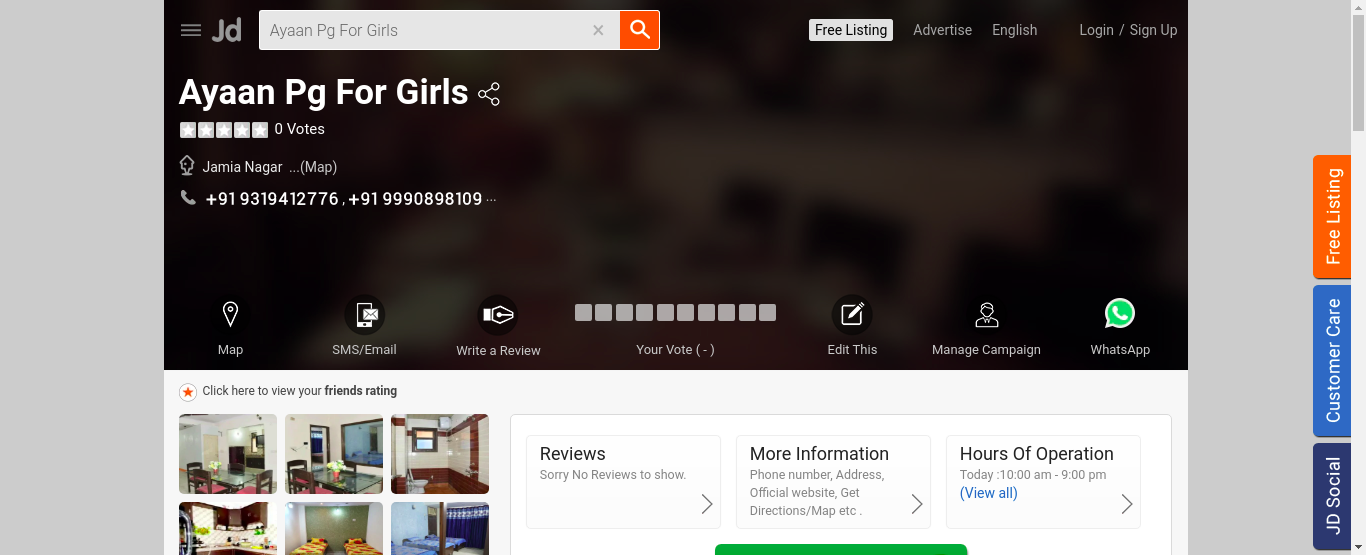 Jd
Ayaan Pg For Girls
Free Listing
Advertise
English
Login / Sign Up
Ayaan Pg For Girls
0 Votes
Jamia Nagar ...(Map)
+91 9319412776 , +91 9990898109 ...
Map
SMS/Email
Write a Review
Your Vote ( - )
Edit This
Manage Campaign
WhatsApp
Click here to view your friends rating
Reviews
Sorry No Reviews to show.
More Information
Phone number, Address,
Official website, Get
Directions/Map etc .
Hours Of Operation
Today :10:00 am - 9:00 pm
(View all)
Free Listing
Customer Care
JD Social